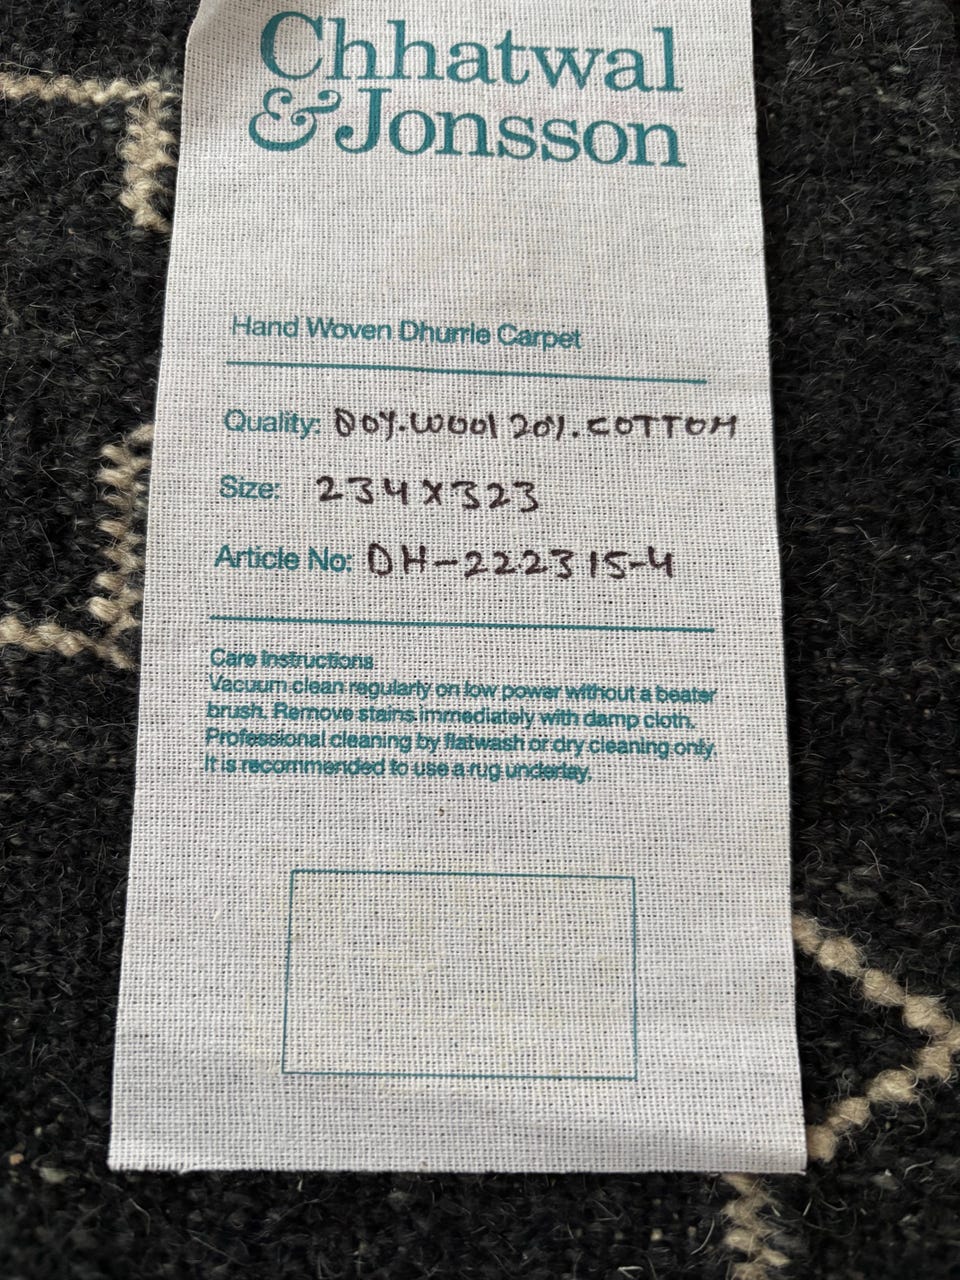 Chhatwal
& Jonsson
Hand Woven Dhurrie Carpet
Quality: 80%.WOOl 20%.COTTON
Size: 234X323
Article No: DH-222315-4
Care Instructions
Vacuum clean regularly on low power without a beater
brush. Remove stains immediately with damp cloth.
Professional cleaning by flatwash or dry cleaning only.
It is recommended to use a rug underlay.